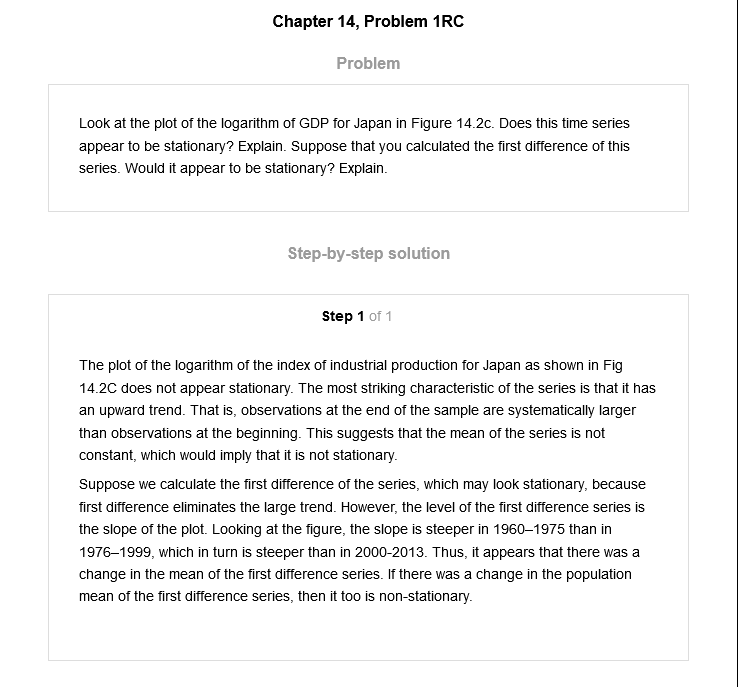 Chapter 14, Problem 1RC
Problem
Look at the plot of the logarithm of GDP for Japan in Figure 14.2c. Does this time series
appear to be stationary? Explain. Suppose that you calculated the first difference of this
series. Would it appear to be stationary? Explain.
Step-by-step solution
Step 1 of 1
The plot of the logarithm of the index of industrial production for Japan as shown in Fig
14.2C does not appear stationary. The most striking characteristic of the series is that it has
an upward trend. That is, observations at the end of the sample are systematically larger
than observations at the beginning. This suggests that the mean of the series is not
constant, which would imply that it is not stationary.
Suppose we calculate the first difference of the series, which may look stationary, because
first difference eliminates the large trend. However, the level of the first difference series is
the slope of the plot. Looking at the figure, the slope is steeper in 1960–1975 than in
1976–1999, which in turn is steeper than in 2000-2013. Thus, it appears that there was a
change in the mean of the first difference series. If there was a change in the population
mean of the first difference series, then it too is non-stationary.